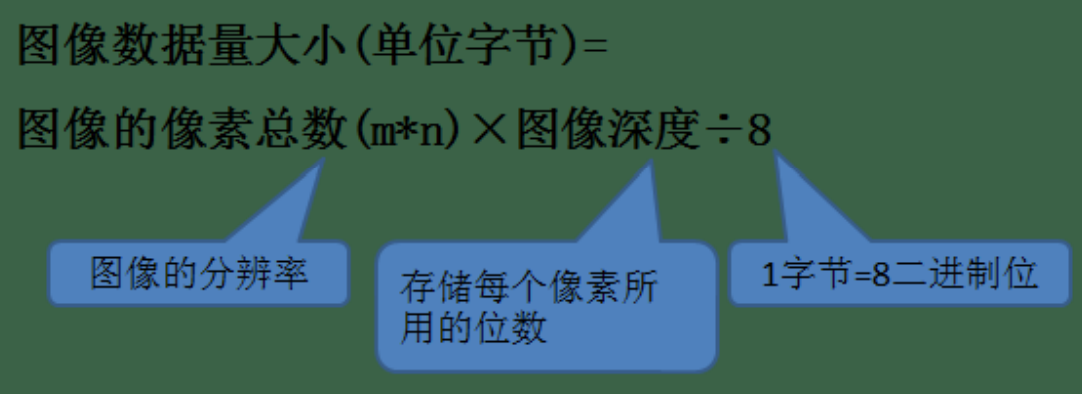 图像数据量大小(单位字节)=
图像的像素总数(m*n)×图像深度÷8
图像的分辨率
存储每个像素所
用的位数
1字节=8二进制位